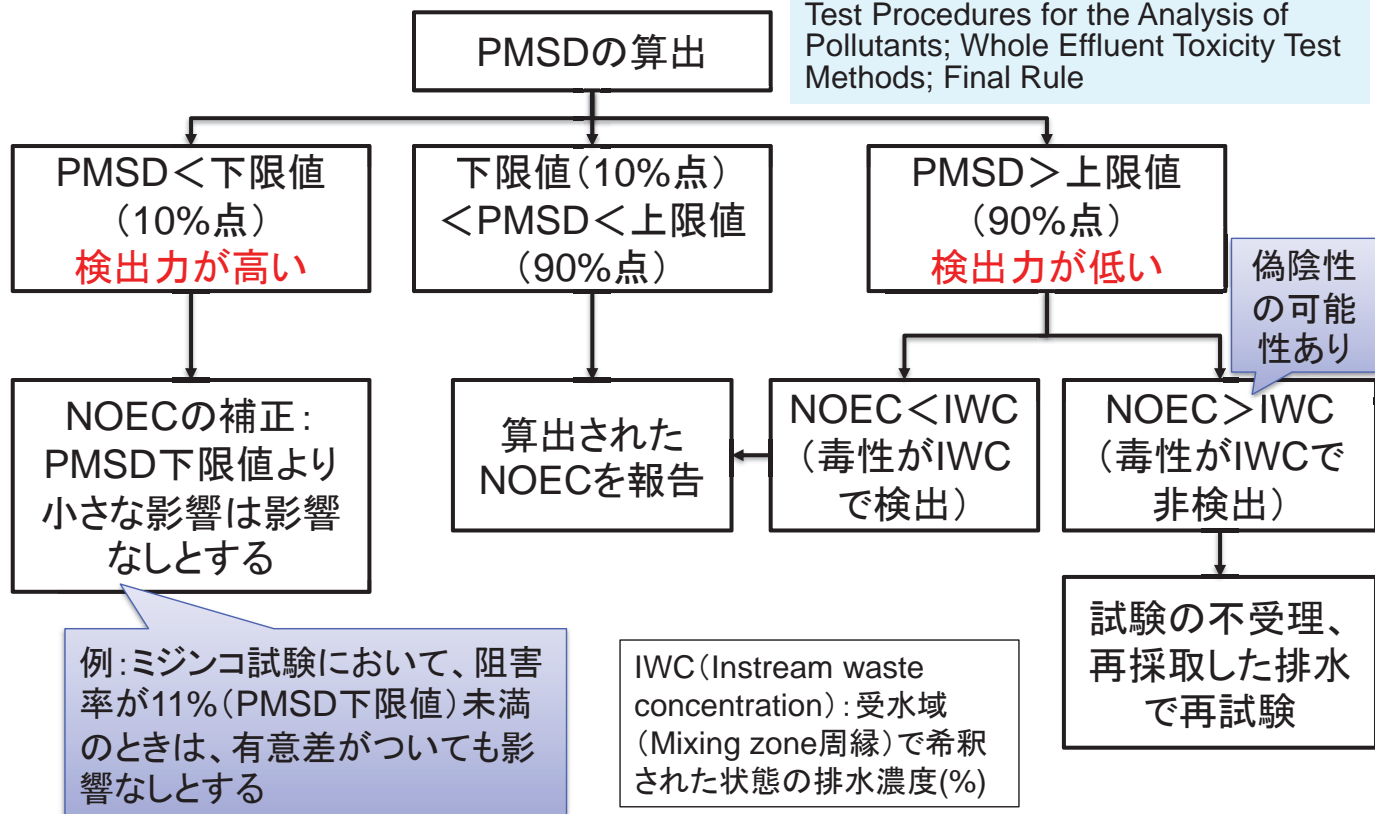 Test Procedures for the Analysis of
Pollutants; Whole Effluent Toxicity Test
Methods; Final Rule
PMSDの算出
PMSD＜下限値
（10%点）
検出力が高い
下限値（10%点）
＜PMSD＜上限値
（90%点）
PMSD＞上限値
（90%点）
検出力が低い
偽陰性
の可能
性あり
NOECの補正：
PMSD下限値より
小さな影響は影響
なしとする
算出された
NOECを報告
NOEC＜IWC
（毒性がIWC
で検出）
NOEC＞IWC
（毒性がIWCで
非検出）
試験の不受理、
再採取した排水
で再試験
例：ミジンコ試験において、阻害
率が11%（PMSD下限値）未満
のときは、有意差がついても影
響なしとする
IWC（Instream waste
concentration）：受水域
（Mixing zone周縁）で希釈
された状態の排水濃度(%)